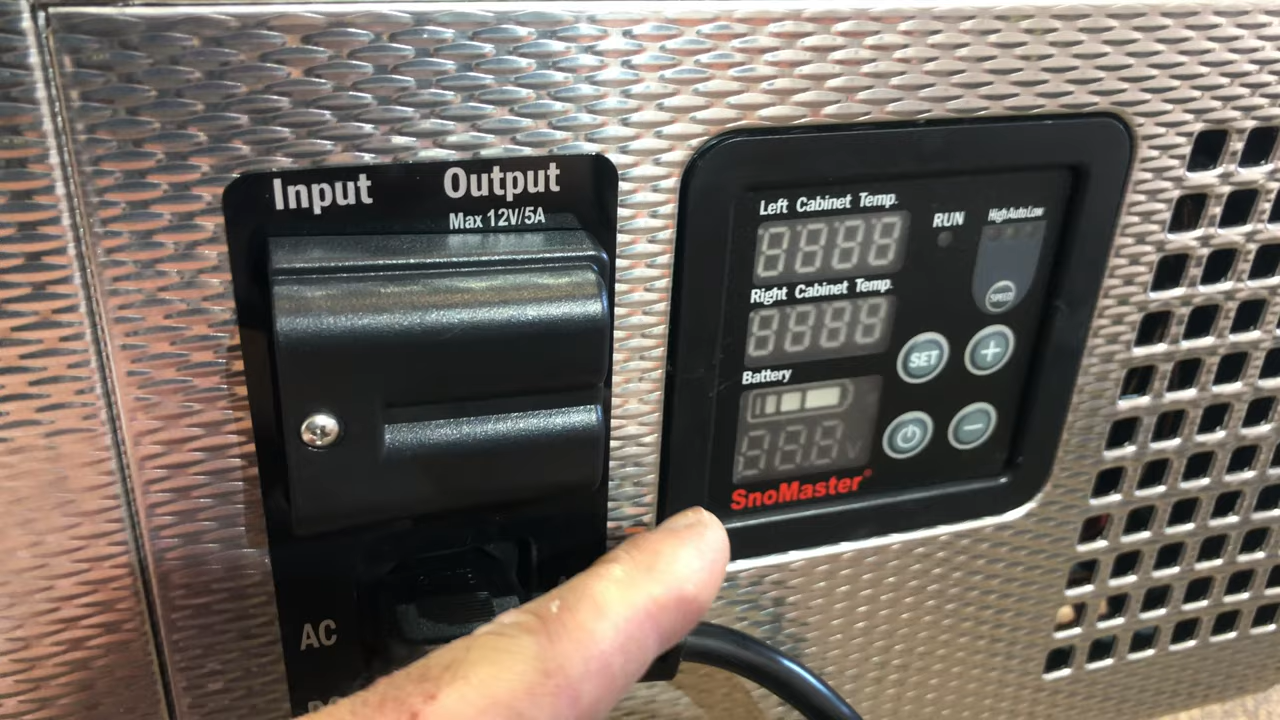 Input
Output
Max 12V/5A
AC
Left Cabinet Temp.
RUN
High Auto Low
SPEED
Right Cabinet Temp.
SET
+
Battery
−
SnoMaster®